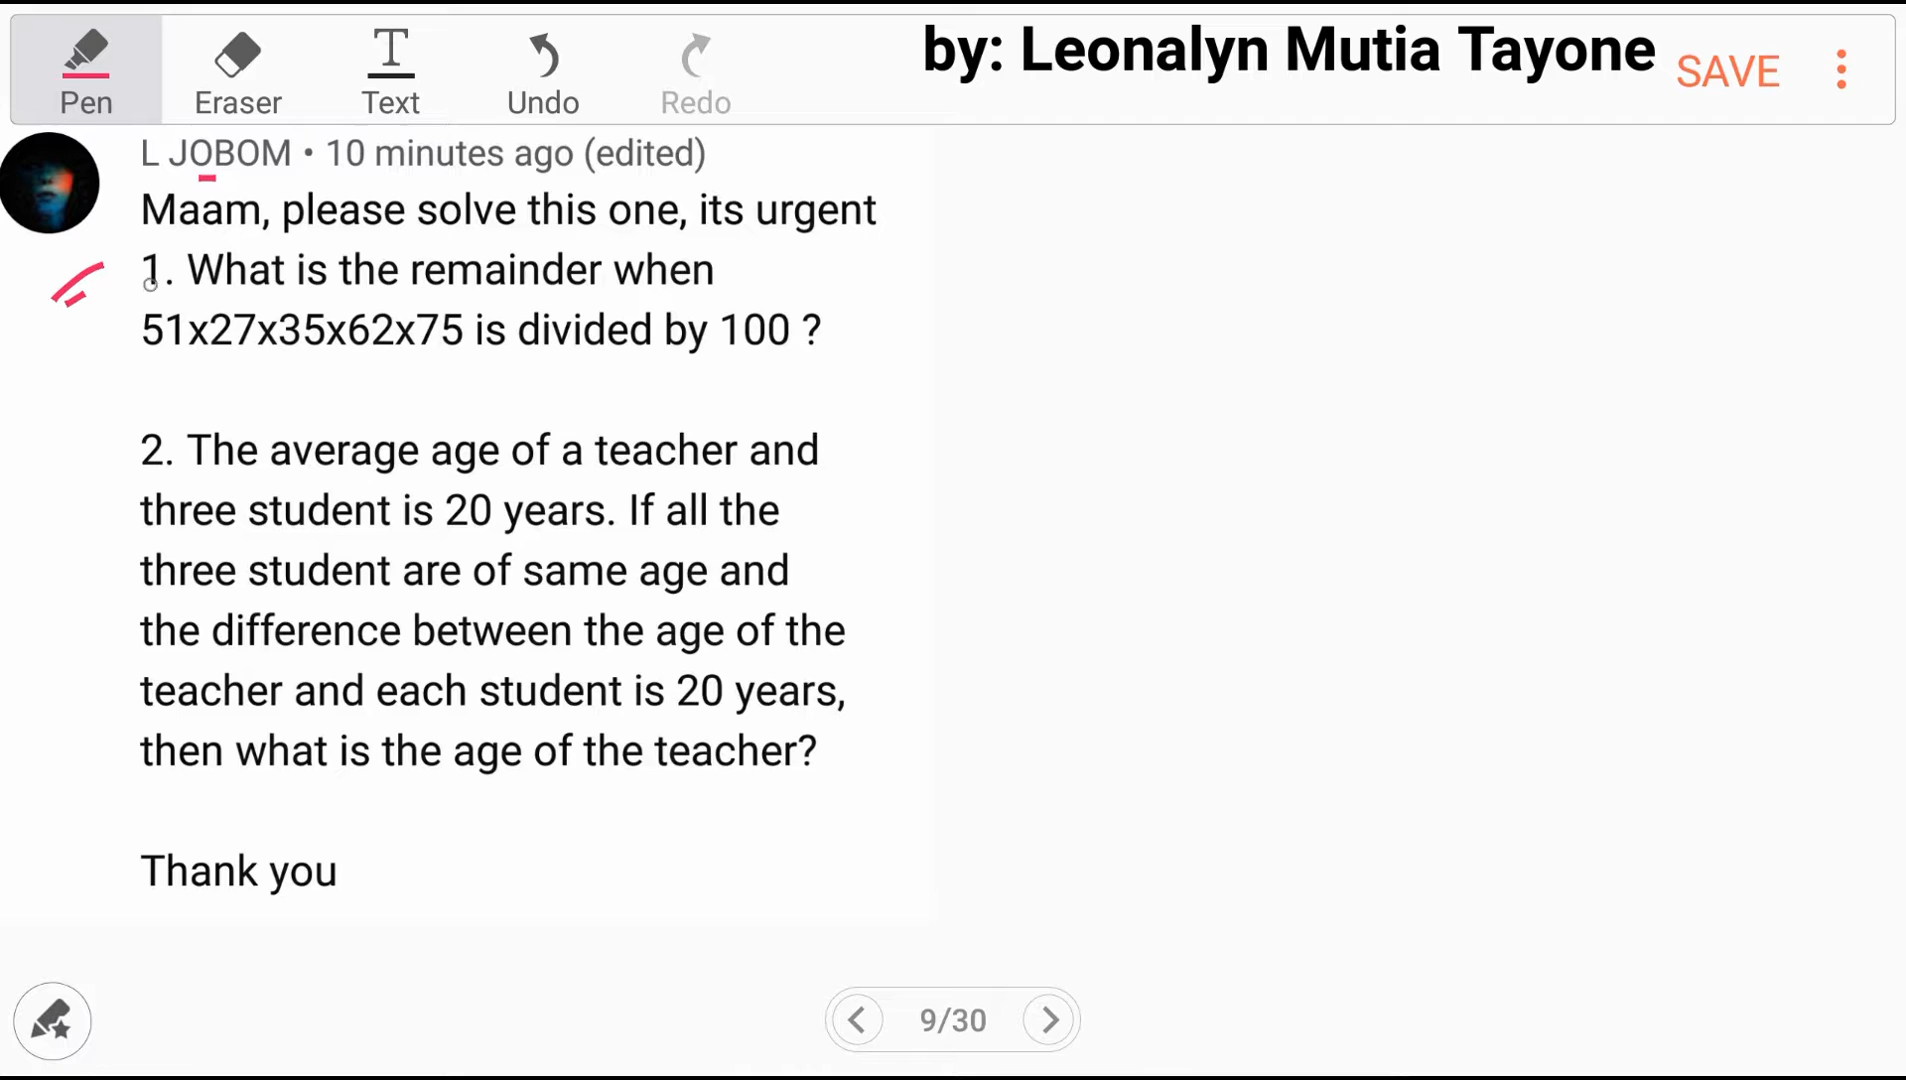 by: Leonalyn Mutia Tayone
Pen Eraser Text Undo Redo SAVE
L JOBOM • 10 minutes ago (edited)
Maam, please solve this one, its urgent
1. What is the remainder when
51x27x35x62x75 is divided by 100 ?
2. The average age of a teacher and
three student is 20 years. If all the
three student are of same age and
the difference between the age of the
teacher and each student is 20 years,
then what is the age of the teacher?
Thank you
9/30